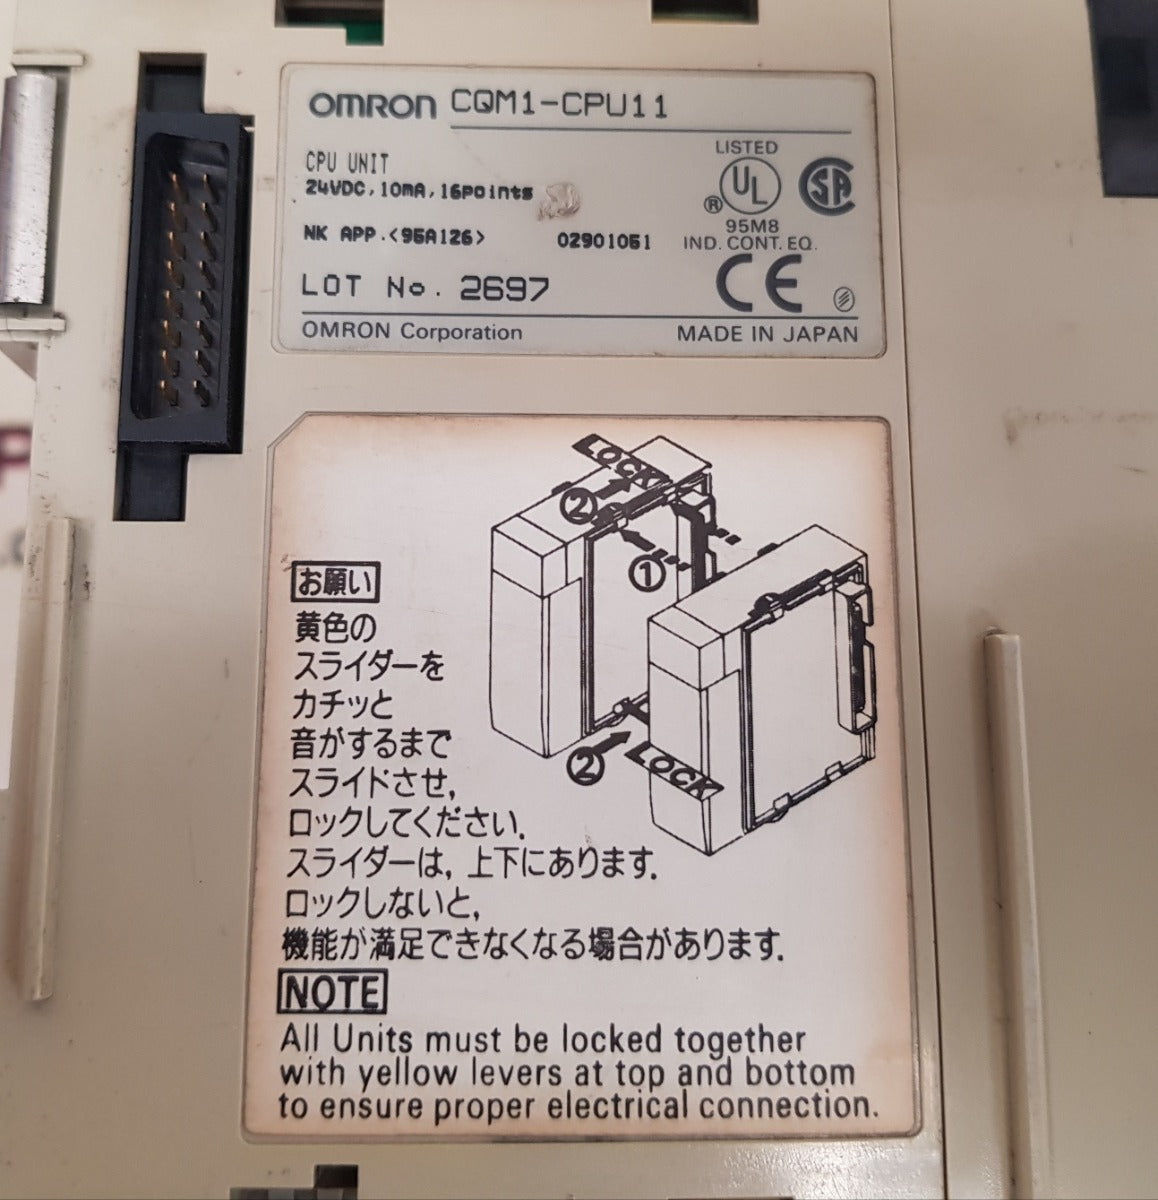 OMRON CQM1-CPU11
CPU UNIT
24VDC, 10mA, 16points
NK APP.<95A126> 02901051
LOT No. 2697
OMRON Corporation
LISTED
UL
®
95M8
IND. CONT. EQ.
SA
CE
MADE IN JAPAN
LOCK
②
①
②
LOCK
お願い
黄色の
スライダーを
カチッと
音がするまで
スライドさせ,
ロックしてください.
スライダーは, 上下にあります.
ロックしないと,
機能が満足できなくなる場合があります.
NOTE
All Units must be locked together
with yellow levers at top and bottom
to ensure proper electrical connection.